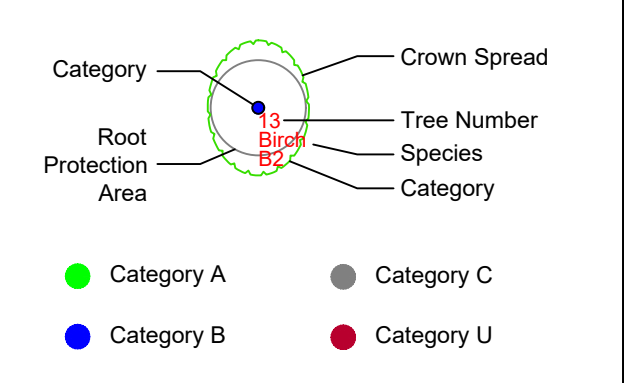 Category
Root
Protection
Area
13
Birch
B2
Crown Spread
Tree Number
Species
Category
Category A
Category C
Category B
Category U